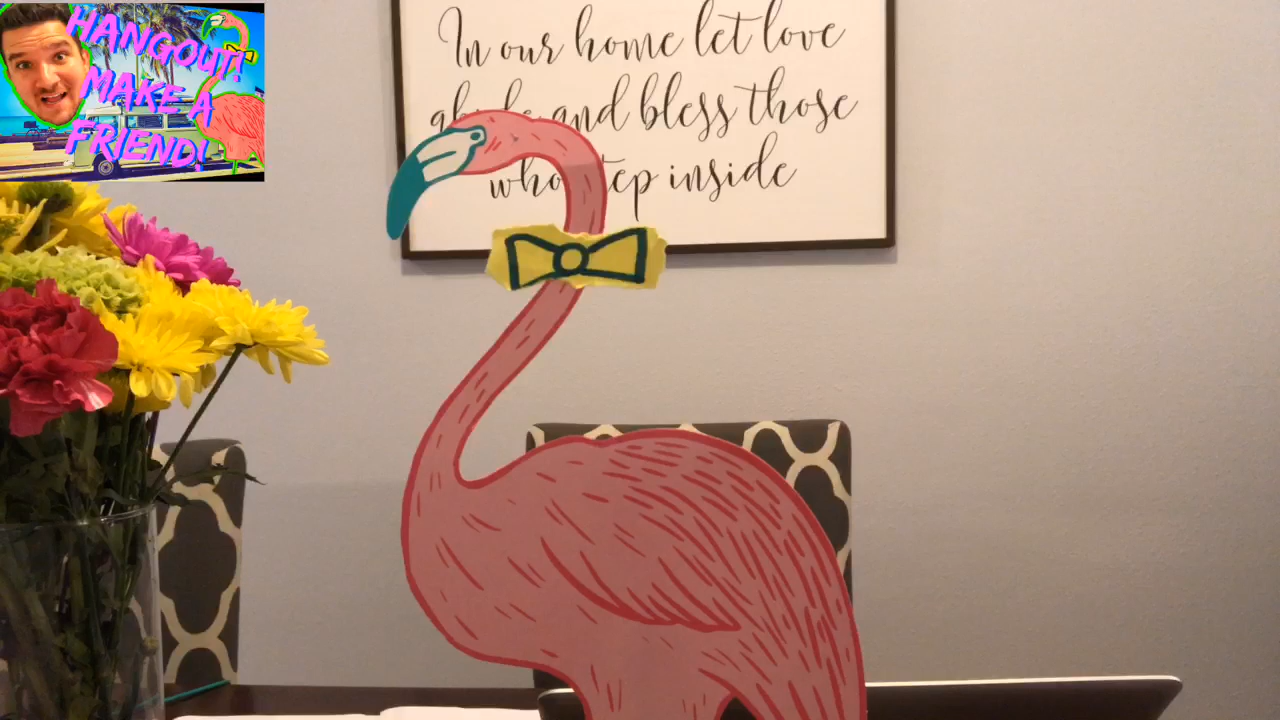 HANGOUT!
MAKE A
FRIEND!
In our home let love
and bless those
inside